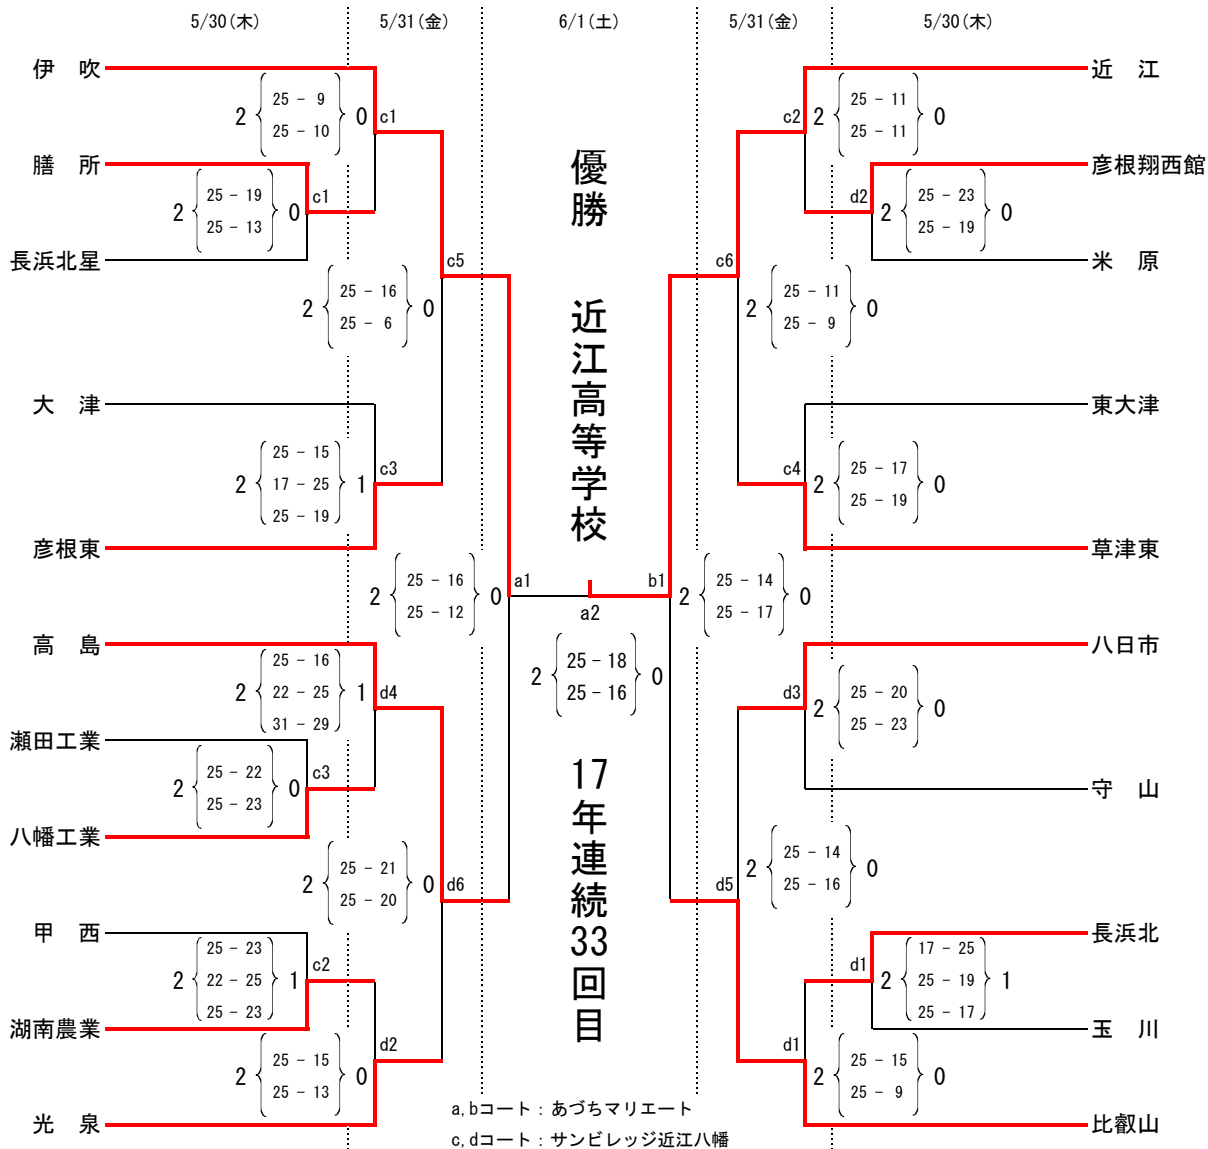 5/30(木) 5/31(金) 6/1(土) 5/31(金) 5/30(木)
伊　吹
2 25 - 9 0 c1
25 - 10
膳　所
2 25 - 19 0 c1
25 - 13
長浜北星
c5
2 25 - 16 0
25 - 6
大　津
25 - 15
2 17 - 25 1 c3
25 - 19
彦根東
2 25 - 16 0 a1
25 - 12
高　島
25 - 16
2 22 - 25 1 d4
31 - 29
瀬田工業
2 25 - 22 0 c3
25 - 23
八幡工業
2 25 - 21 0 d6
25 - 20
甲　西
25 - 23
2 22 - 25 1 c2
25 - 23
湖南農業
2 25 - 15 0 d2
25 - 13
光　泉
優勝　近江高等学校　17年連続33回目
a2
2 25 - 18 0
25 - 16
近　江
c2 2 25 - 11 0
25 - 11
彦根翔西館
d2 2 25 - 23 0
25 - 19
米　原
c6
2 25 - 11 0
25 - 9
東大津
c4 2 25 - 17 0
25 - 19
草津東
b1 2 25 - 14 0
25 - 17
八日市
d3 2 25 - 20 0
25 - 23
守　山
d5 2 25 - 14 0
25 - 16
長浜北
17 - 25
d1 2 25 - 19 1
25 - 17
玉　川
d1 2 25 - 15 0
25 - 9
比叡山
a,bコート：あづちマリエート
c,dコート：サンビレッジ近江八幡